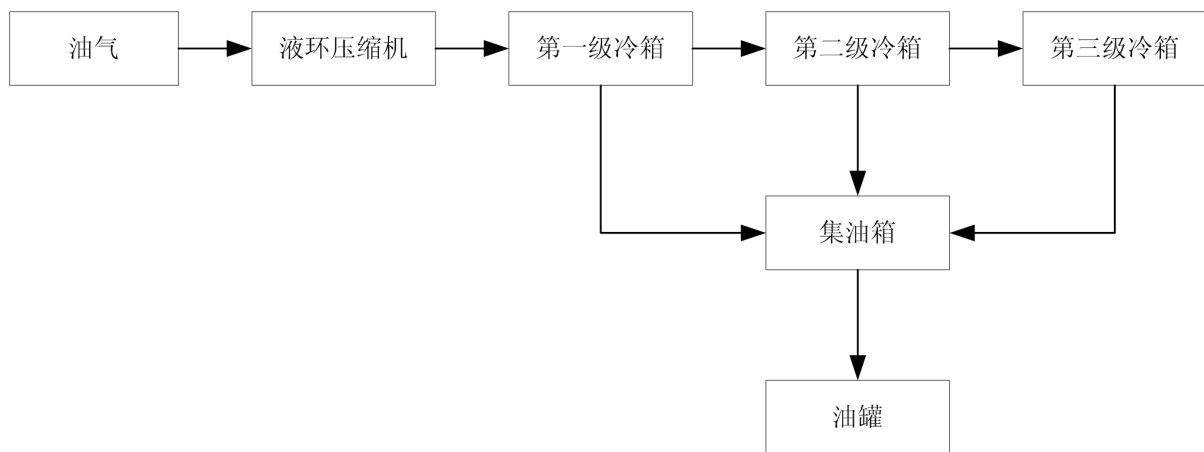 油气
液环压缩机
第一级冷箱
第二级冷箱
第三级冷箱
集油箱
油罐